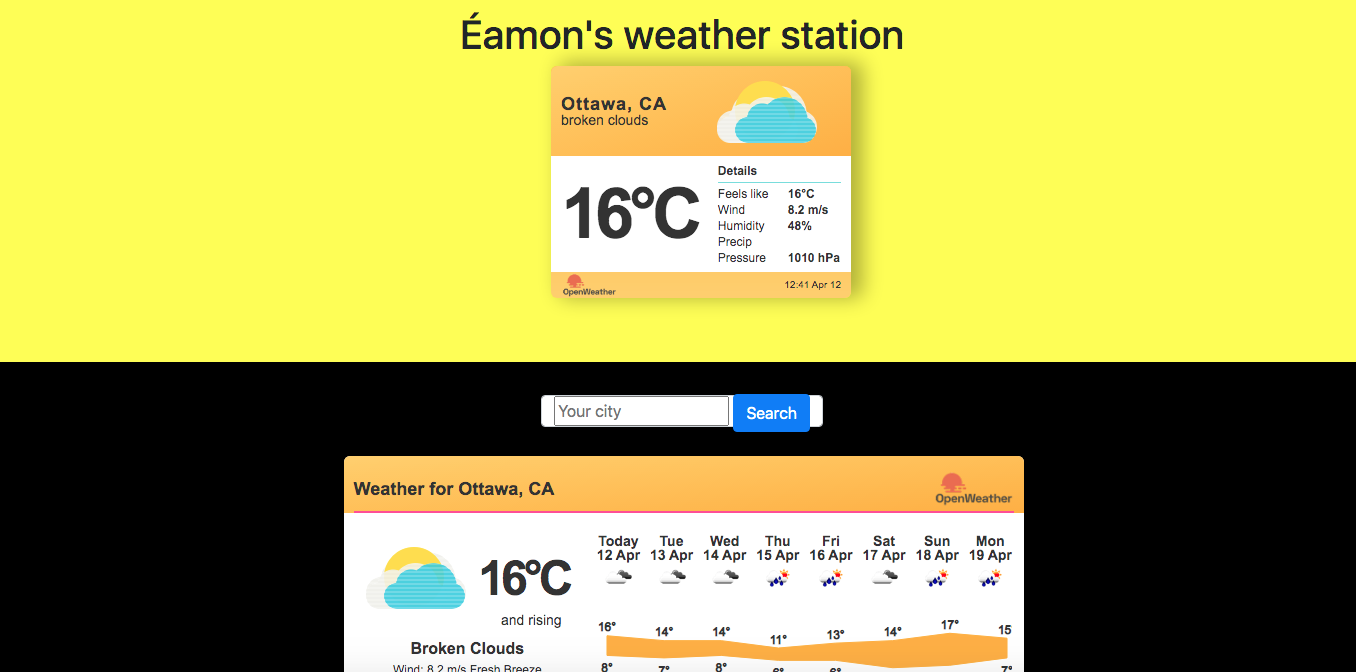 Éamon's weather station
Ottawa, CA
broken clouds
16°C
Details
Feels like 16°C
Wind 8.2 m/s
Humidity 48%
Precip
Pressure 1010 hPa
OpenWeather
12:41 Apr 12
Your city
Search
Weather for Ottawa, CA
OpenWeather
16°C
and rising
Broken Clouds
Wind: 8.2 m/s Fresh Breeze
Today Tue Wed Thu Fri Sat Sun Mon
12 Apr 13 Apr 14 Apr 15 Apr 16 Apr 17 Apr 18 Apr 19 Apr
16° 14° 14° 11° 13° 14° 17° 15
8° 7° 8° 6° 6° 7°